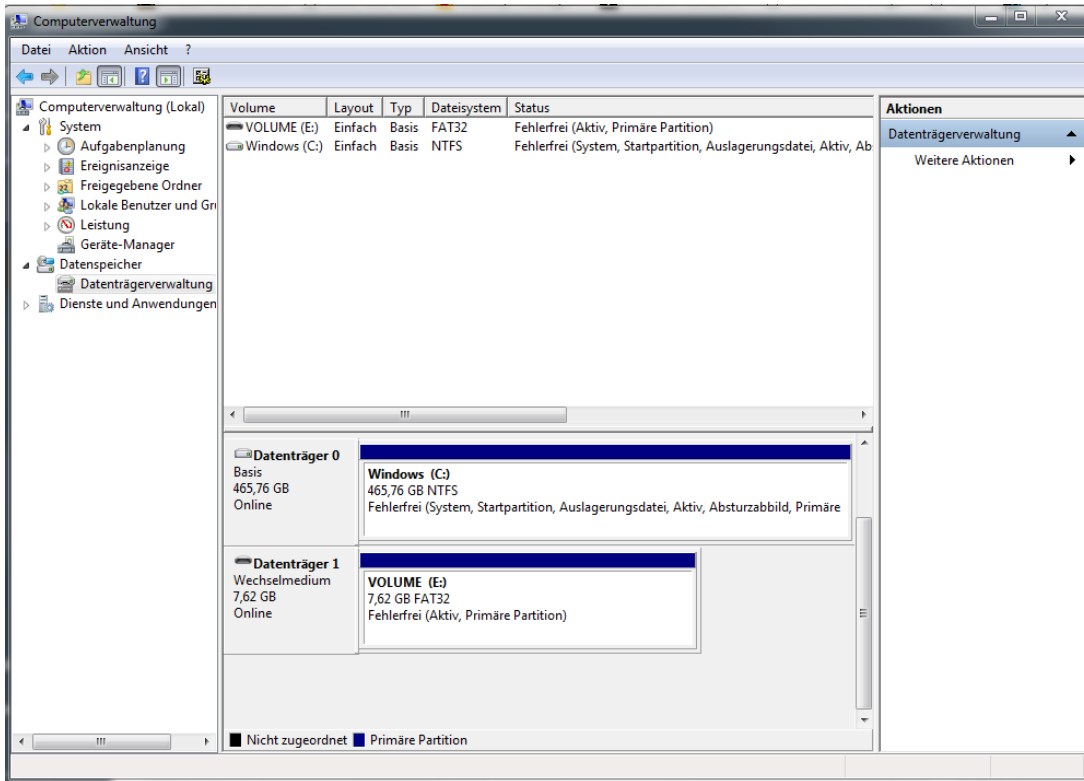 Computerverwaltung
Datei Aktion Ansicht ?
Computerverwaltung (Lokal)
System
Aufgabenplanung
Ereignisanzeige
Freigegebene Ordner
Lokale Benutzer und Gru
Leistung
Geräte-Manager
Datenspeicher
Datenträgerverwaltung
Dienste und Anwendungen
Volume Layout Typ Dateisystem Status
VOLUME (E:) Einfach Basis FAT32 Fehlerfrei (Aktiv, Primäre Partition)
Windows (C:) Einfach Basis NTFS Fehlerfrei (System, Startpartition, Auslagerungsdatei, Aktiv, Ab
Datenträger 0
Basis
465,76 GB
Online
Windows (C:)
465,76 GB NTFS
Fehlerfrei (System, Startpartition, Auslagerungsdatei, Aktiv, Absturzabbild, Primäre
Datenträger 1
Wechselmedium
7,62 GB
Online
VOLUME (E:)
7,62 GB FAT32
Fehlerfrei (Aktiv, Primäre Partition)
Nicht zugeordnet Primäre Partition
Aktionen
Datenträgerverwaltung
Weitere Aktionen